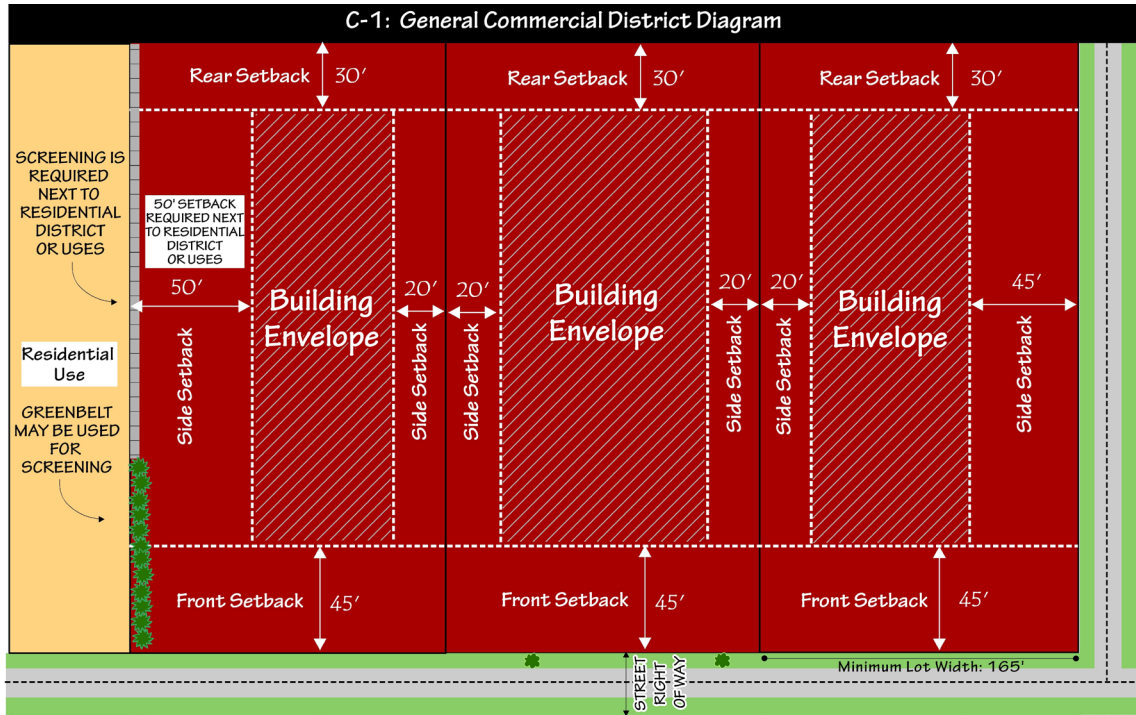 C-1: General Commercial District Diagram
Rear Setback 30'
Rear Setback 30'
Rear Setback 30'
SCREENING IS
REQUIRED
NEXT TO
RESIDENTIAL
DISTRICT
OR USES
50' SETBACK
REQUIRED NEXT
TO RESIDENTIAL
DISTRICT
OR USES
50'
Side Setback
Building
Envelope
20'
Side Setback
20'
Side Setback
Building
Envelope
20'
Side Setback
20'
Side Setback
Building
Envelope
45'
Side Setback
Residential
Use
GREENBELT
MAY BE USED
FOR
SCREENING
Front Setback 45'
Front Setback 45'
Front Setback 45'
STREET
RIGHT
OF WAY
Minimum Lot Width: 165'